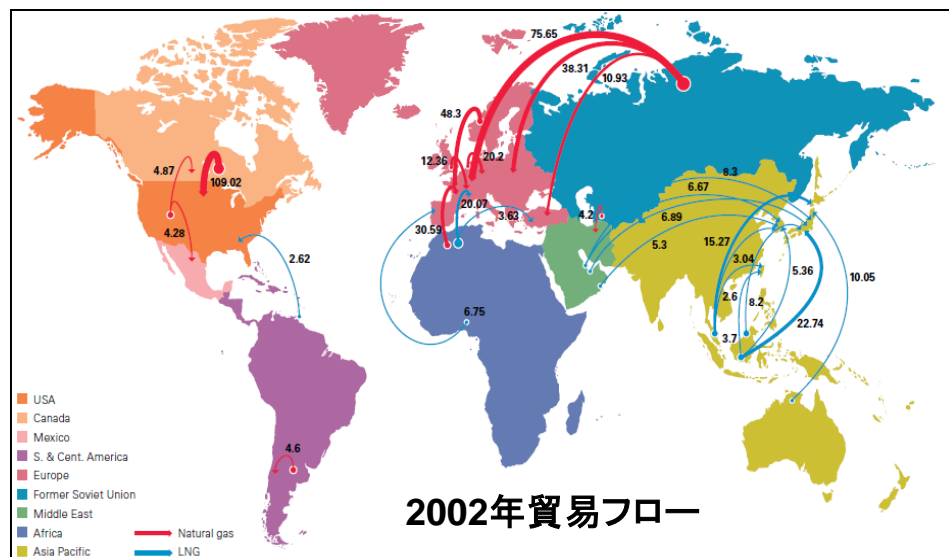 75.65
38.31
10.93
48.3
12.36
20.2
4.87
109.02
20.07
3.63
30.59
4.28
2.62
4.2
8.3
6.67
6.89
5.3
15.27
3.04
5.36
10.05
2.6
8.2
22.74
3.7
6.75
4.6
USA
Canada
Mexico
S. & Cent. America
Europe
Former Soviet Union
Middle East
Africa
Asia Pacific
Natural gas
LNG
2002年貿易フロー